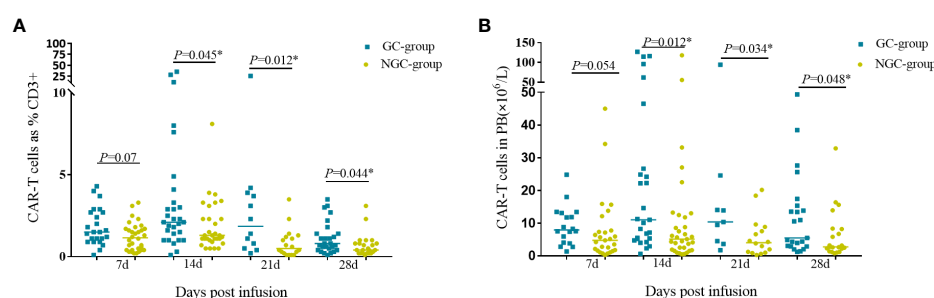 A
CAR-T cells as % CD3+
100
75
50
25
10
5
0
P=0.07
P=0.045*
P=0.012*
P=0.044*
GC-group
NGC-group
7d
14d
21d
28d
Days post infusion
B
CAR-T cells in PB(×10⁶/L)
150
100
50
50
40
30
20
10
0
P=0.054
P=0.012*
P=0.034*
P=0.048*
GC-group
NGC-group
7d
14d
21d
28d
Days post infusion